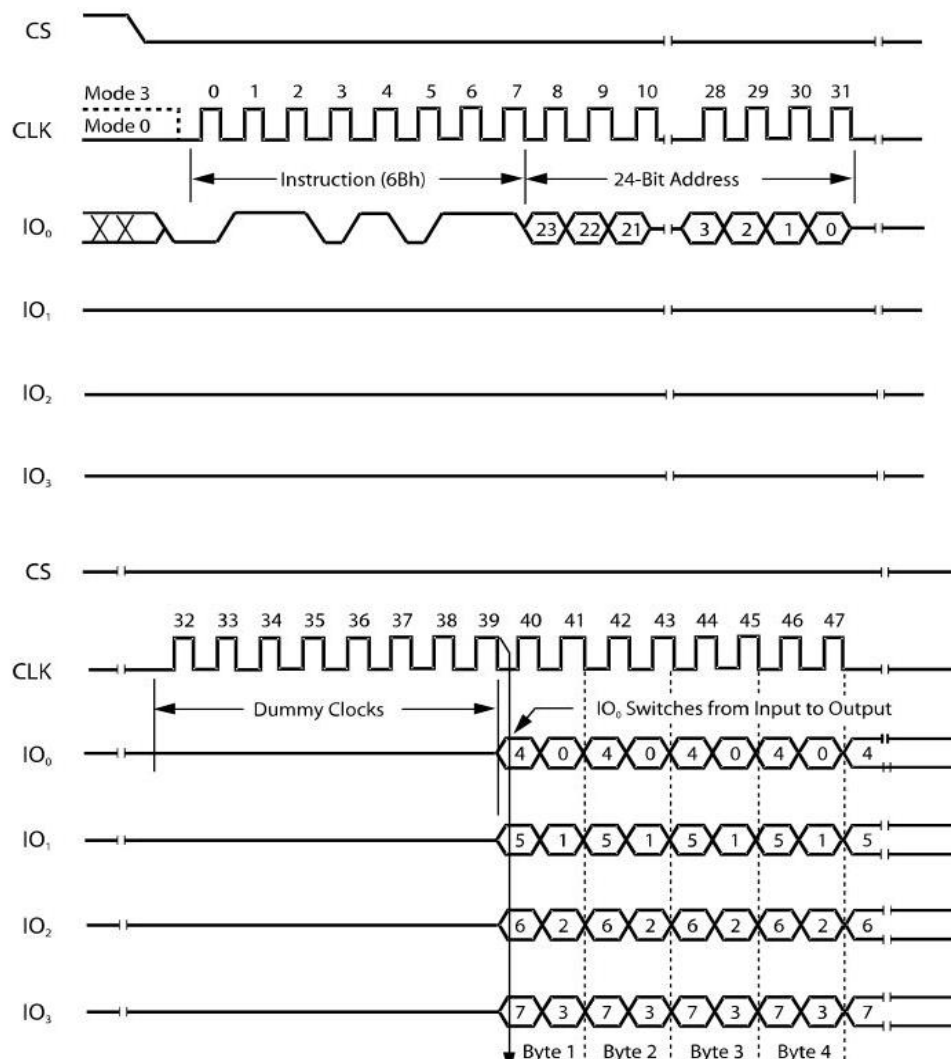 CS
0 1 2 3 4 5 6 7 8 9 10 28 29 30 31
Mode 3
Mode 0
CLK
Instruction (6Bh) 24-Bit Address
IO₀ 23 22 21 3 2 1 0
IO₁
IO₂
IO₃
CS
32 33 34 35 36 37 38 39 40 41 42 43 44 45 46 47
CLK
Dummy Clocks IO₀ Switches from Input to Output
IO₀ 4 0 4 0 4 0 4 0 4
IO₁ 5 1 5 1 5 1 5 1 5
IO₂ 6 2 6 2 6 2 6 2 6
IO₃ 7 3 7 3 7 3 7 3 7
Byte 1 Byte 2 Byte 3 Byte 4